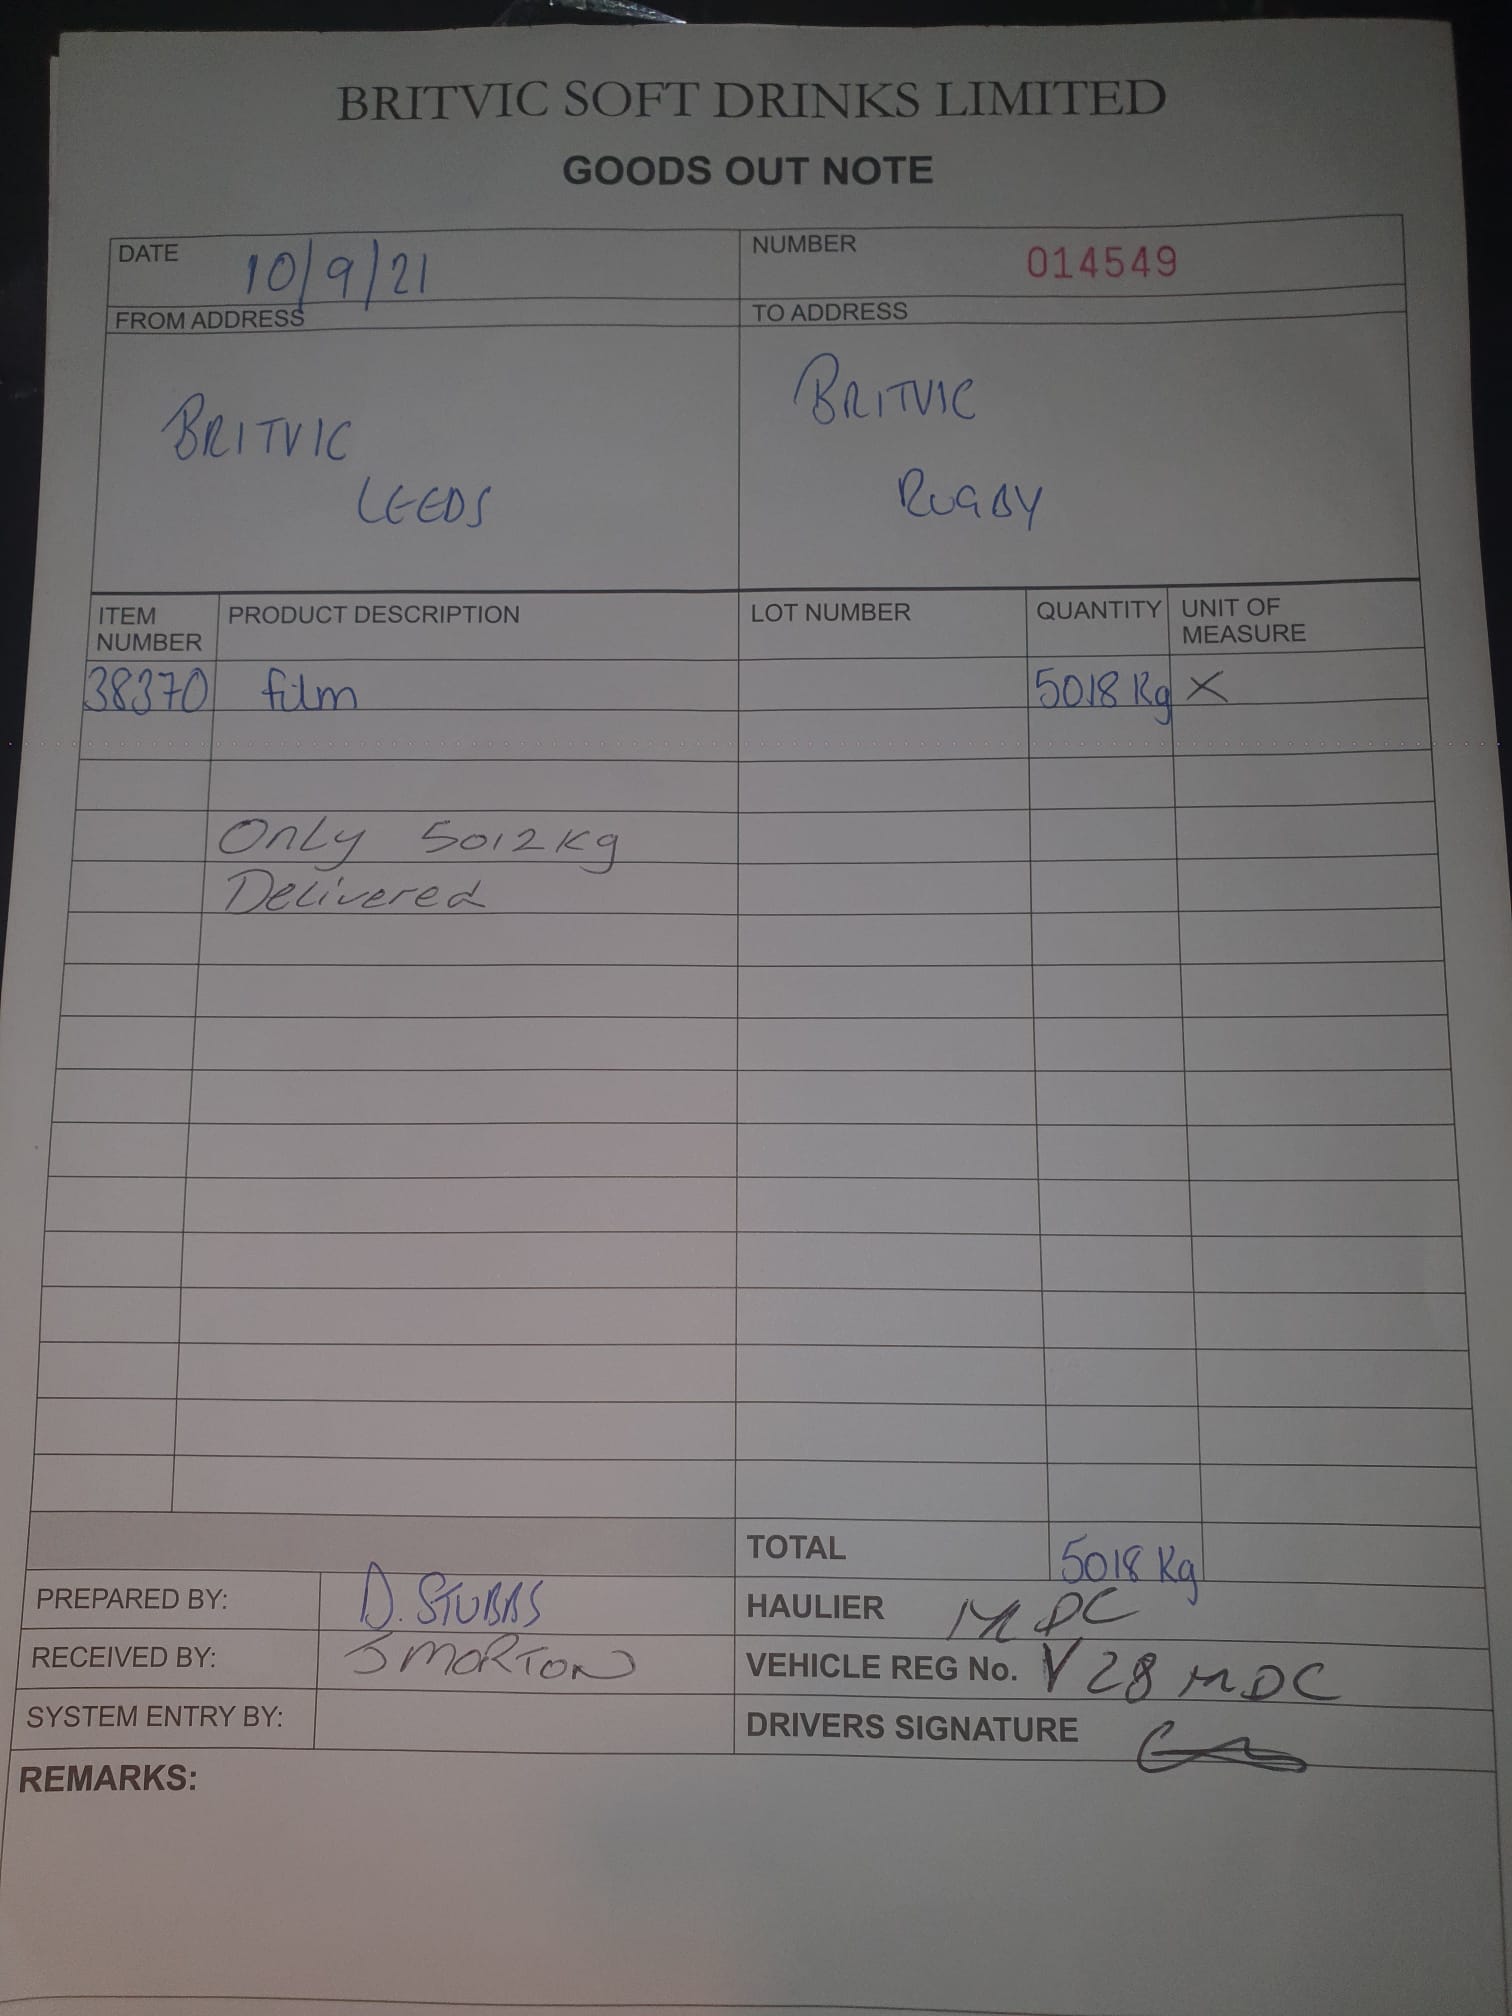 BRITVIC SOFT DRINKS LIMITED
GOODS OUT NOTE
DATE 10/9/21
NUMBER 014549
FROM ADDRESS
TO ADDRESS
BRITVIC
LEEDS
BRITVIC
RUGBY
ITEM NUMBER PRODUCT DESCRIPTION LOT NUMBER QUANTITY UNIT OF MEASURE
38370 film 5018 Kg X
Only 5012kg
Delivered
TOTAL 5018 Kg
PREPARED BY: D. STUBBS
HAULIER MDC
RECEIVED BY: S MORTON
VEHICLE REG No. V28 MDC
SYSTEM ENTRY BY:
DRIVERS SIGNATURE
REMARKS: